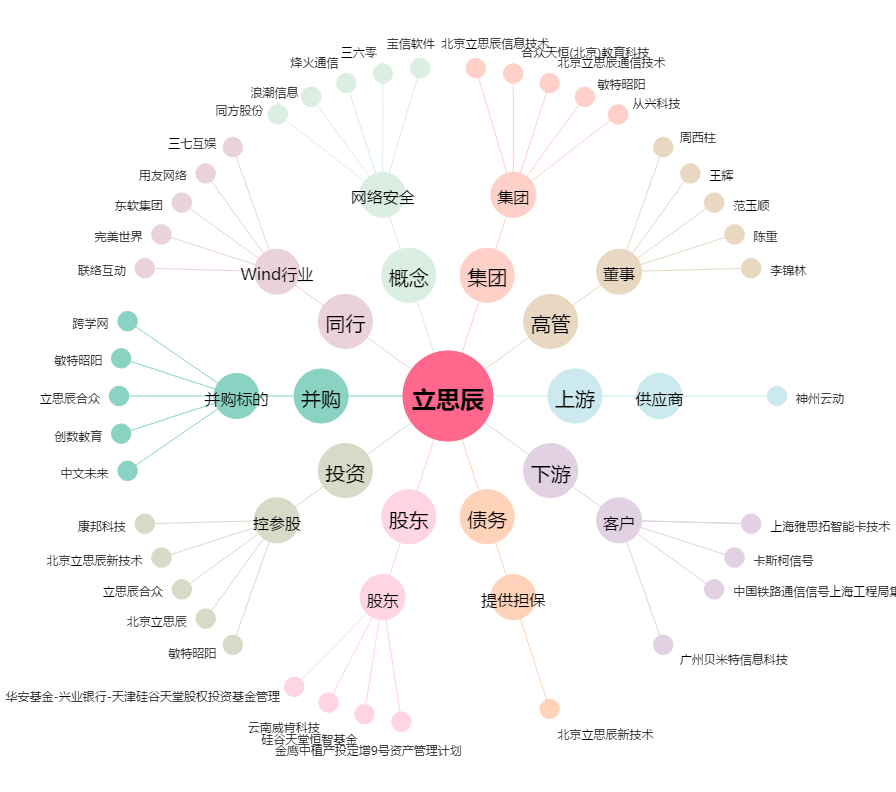 宝信软件
北京立思辰信息技术
三六零
合众天恒(北京)教育科技
烽火通信
北京立思辰通信技术
浪潮信息
敏特昭阳
同方股份
从兴科技
三七互娱
周西柱
用友网络
王辉
东软集团
范玉顺
完美世界
陈重
联络互动
李锦林
网络安全
集团
Wind行业
董事
概念
集团
同行
高管
跨学网
敏特昭阳
立思辰合众
创数教育
中文未来
并购标的
并购
立思辰
上游
供应商
神州云动
投资
下游
控参股
客户
股东
债务
康邦科技
上海雅思拓智能卡技术
北京立思辰新技术
卡斯柯信号
立思辰合众
中国铁路通信信号上海工程局集
北京立思辰
敏特昭阳
广州贝米特信息科技
股东
提供担保
华安基金-兴业银行-天津硅谷天堂股权投资基金管理
云南威肯科技
硅谷天堂恒智基金
金鹰中植产投定增9号资产管理计划
北京立思辰新技术